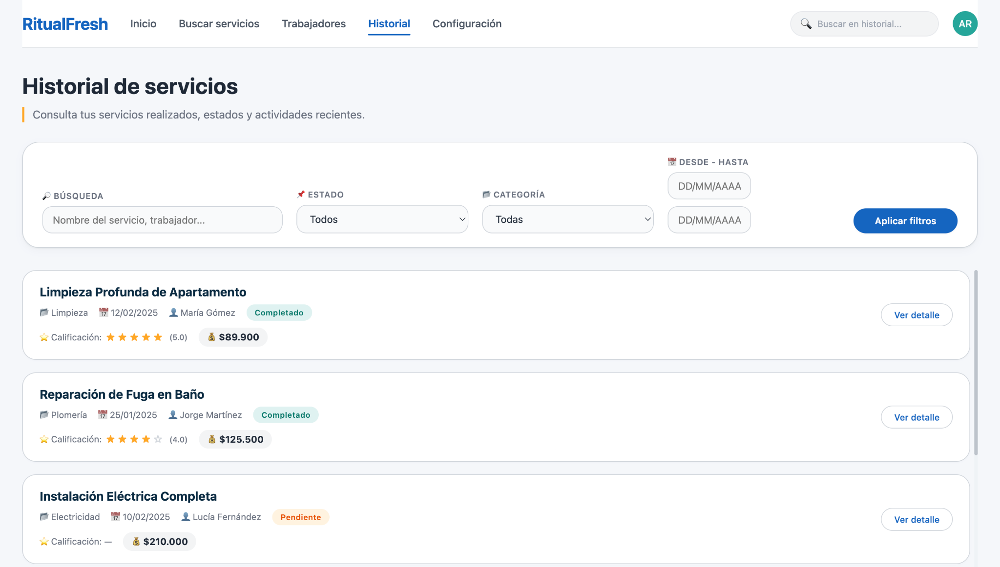 RitualFresh Inicio Buscar servicios Trabajadores Historial Configuración Buscar en historial... AR
Historial de servicios
Consulta tus servicios realizados, estados y actividades recientes.
BÚSQUEDA
Nombre del servicio, trabajador...
ESTADO
Todos
CATEGORÍA
Todas
DESDE - HASTA
DD/MM/AAAA
DD/MM/AAAA
Aplicar filtros
Limpieza Profunda de Apartamento
Limpieza 12/02/2025 María Gómez Completado
Calificación: ★★★★★ (5.0) $89.900
Ver detalle
Reparación de Fuga en Baño
Plomería 25/01/2025 Jorge Martínez Completado
Calificación: ★★★★☆ (4.0) $125.500
Ver detalle
Instalación Eléctrica Completa
Electricidad 10/02/2025 Lucía Fernández Pendiente
Calificación: — $210.000
Ver detalle